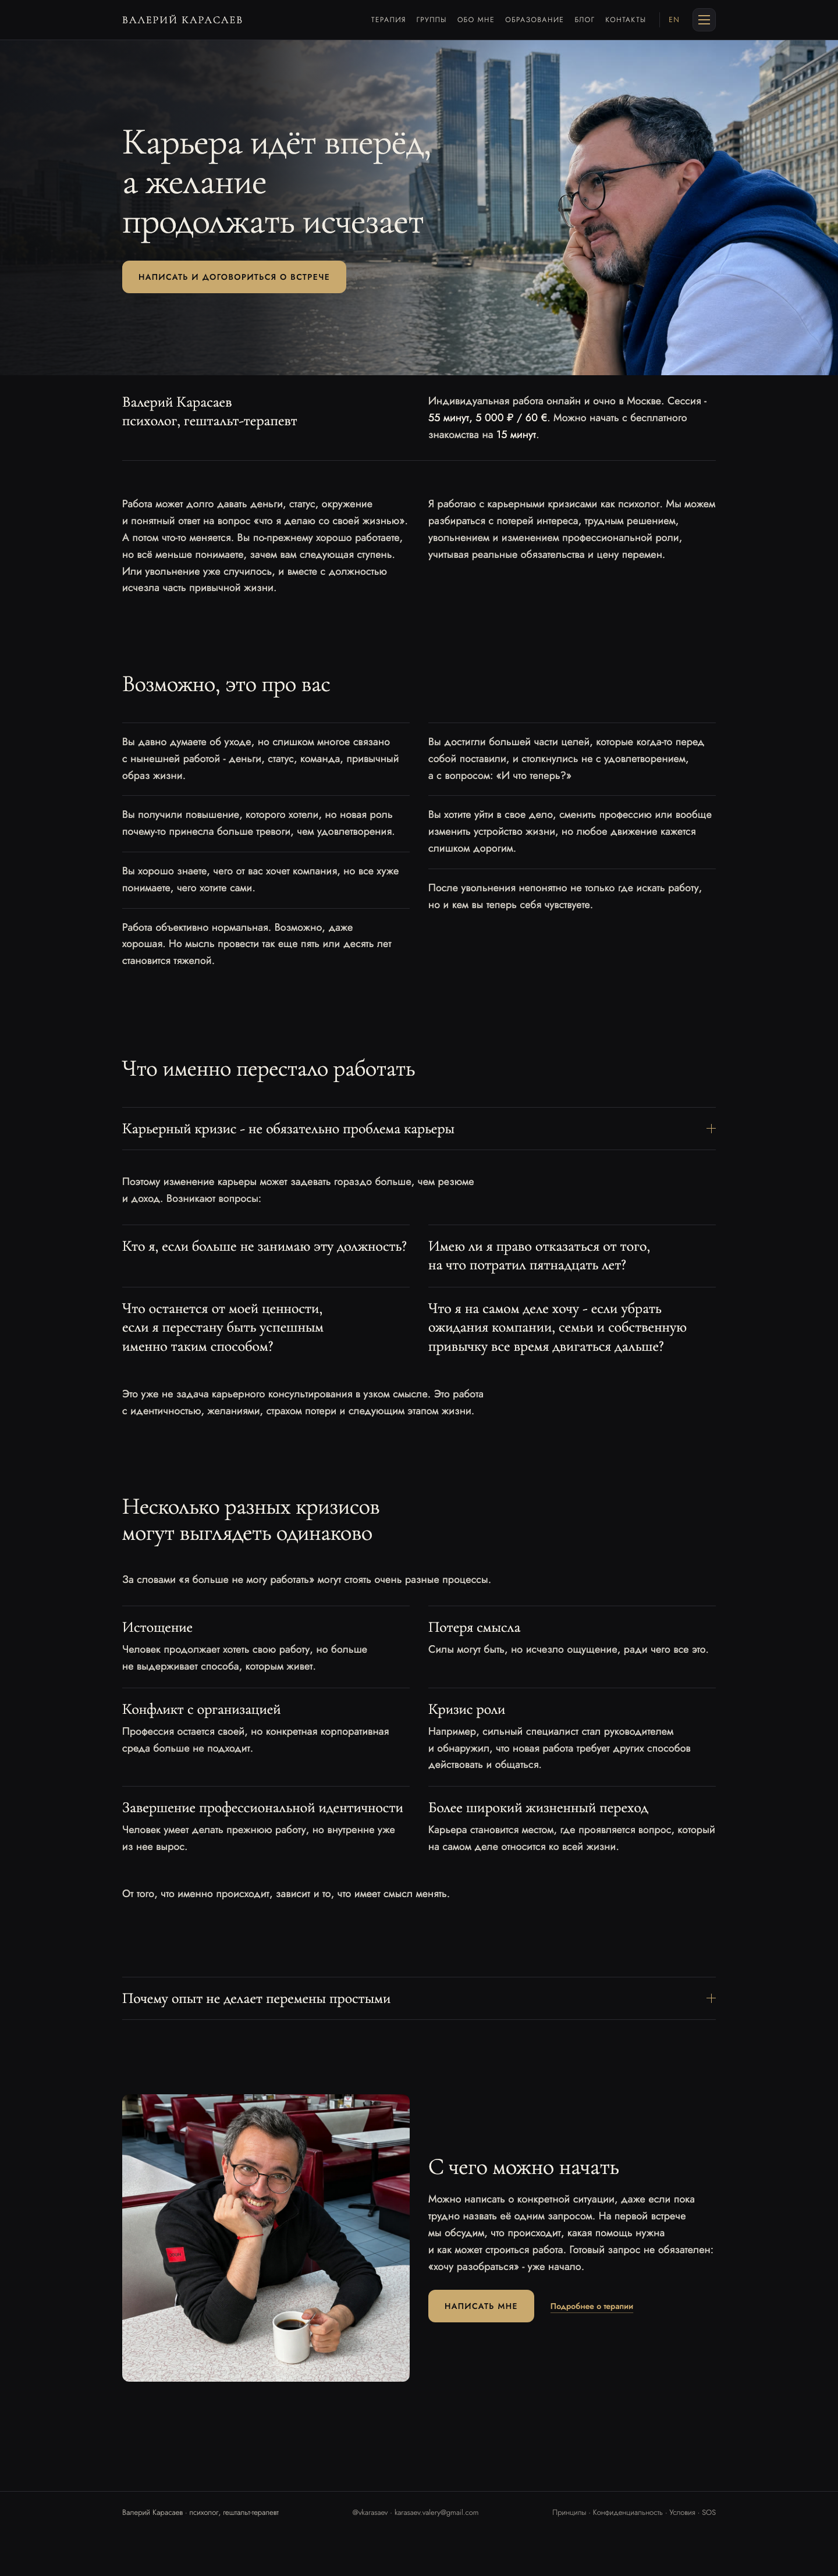 ВАЛЕРИЙ КАРАСАЕВ
ТЕРАПИЯ ГРУППЫ ОБО МНЕ ОБРАЗОВАНИЕ БЛОГ КОНТАКТЫ EN
Карьера идёт вперёд,
а желание
продолжать исчезает
НАПИСАТЬ И ДОГОВОРИТЬСЯ О ВСТРЕЧЕ
Валерий Карасаев
психолог, гештальт-терапевт
Индивидуальная работа онлайн и очно в Москве. Сессия -
55 минут, 5 000 ₽ / 60 €. Можно начать с бесплатного
знакомства на 15 минут.
Работа может долго давать деньги, статус, окружение
и понятный ответ на вопрос «что я делаю со своей жизнью».
А потом что-то меняется. Вы по-прежнему хорошо работаете,
но всё меньше понимаете, зачем вам следующая ступень.
Или увольнение уже случилось, и вместе с должностью
исчезла часть привычной жизни.
Я работаю с карьерными кризисами как психолог. Мы можем
разбираться с потерей интереса, трудным решением,
увольнением и изменением профессиональной роли,
учитывая реальные обязательства и цену перемен.
Возможно, это про вас
Вы давно думаете об уходе, но слишком многое связано
с нынешней работой - деньги, статус, команда, привычный
образ жизни.
Вы получили повышение, которого хотели, но новая роль
почему-то принесла больше тревоги, чем удовлетворения.
Вы хорошо знаете, чего от вас хочет компания, но все хуже
понимаете, чего хотите сами.
Работа объективно нормальная. Возможно, даже
хорошая. Но мысль провести так еще пять или десять лет
становится тяжелой.
Вы достигли большей части целей, которые когда-то перед
собой поставили, и столкнулись не с удовлетворением,
а с вопросом: «И что теперь?»
Вы хотите уйти в свое дело, сменить профессию или вообще
изменить устройство жизни, но любое движение кажется
слишком дорогим.
После увольнения непонятно не только где искать работу,
но и кем вы теперь себя чувствуете.
Что именно перестало работать
Карьерный кризис - не обязательно проблема карьеры
Поэтому изменение карьеры может задевать гораздо больше, чем резюме
и доход. Возникают вопросы:
Кто я, если больше не занимаю эту должность?
Имею ли я право отказаться от того,
на что потратил пятнадцать лет?
Что останется от моей ценности,
если я перестану быть успешным
именно таким способом?
Что я на самом деле хочу - если убрать
ожидания компании, семьи и собственную
привычку все время двигаться дальше?
Это уже не задача карьерного консультирования в узком смысле. Это работа
с идентичностью, желаниями, страхом потери и следующим этапом жизни.
Несколько разных кризисов
могут выглядеть одинаково
За словами «я больше не могу работать» могут стоять очень разные процессы.
Истощение
Человек продолжает хотеть свою работу, но больше
не выдерживает способа, которым живет.
Потеря смысла
Силы могут быть, но исчезло ощущение, ради чего все это.
Конфликт с организацией
Профессия остается своей, но конкретная корпоративная
среда больше не подходит.
Кризис роли
Например, сильный специалист стал руководителем
и обнаружил, что новая работа требует других способов
действовать и общаться.
Завершение профессиональной идентичности
Человек умеет делать прежнюю работу, но внутренне уже
из нее вырос.
Более широкий жизненный переход
Карьера становится местом, где проявляется вопрос, который
на самом деле относится ко всей жизни.
От того, что именно происходит, зависит и то, что имеет смысл менять.
Почему опыт не делает перемены простыми
С чего можно начать
Можно написать о конкретной ситуации, даже если пока
трудно назвать её одним запросом. На первой встрече
мы обсудим, что происходит, какая помощь нужна
и как может строиться работа. Готовый запрос не обязателен:
«хочу разобраться» - уже начало.
НАПИСАТЬ МНЕ
Подробнее о терапии
Валерий Карасаев · психолог, гештальт-терапевт
@vkarasaev · karasaev.valery@gmail.com
Принципы · Конфиденциальность · Условия · SOS